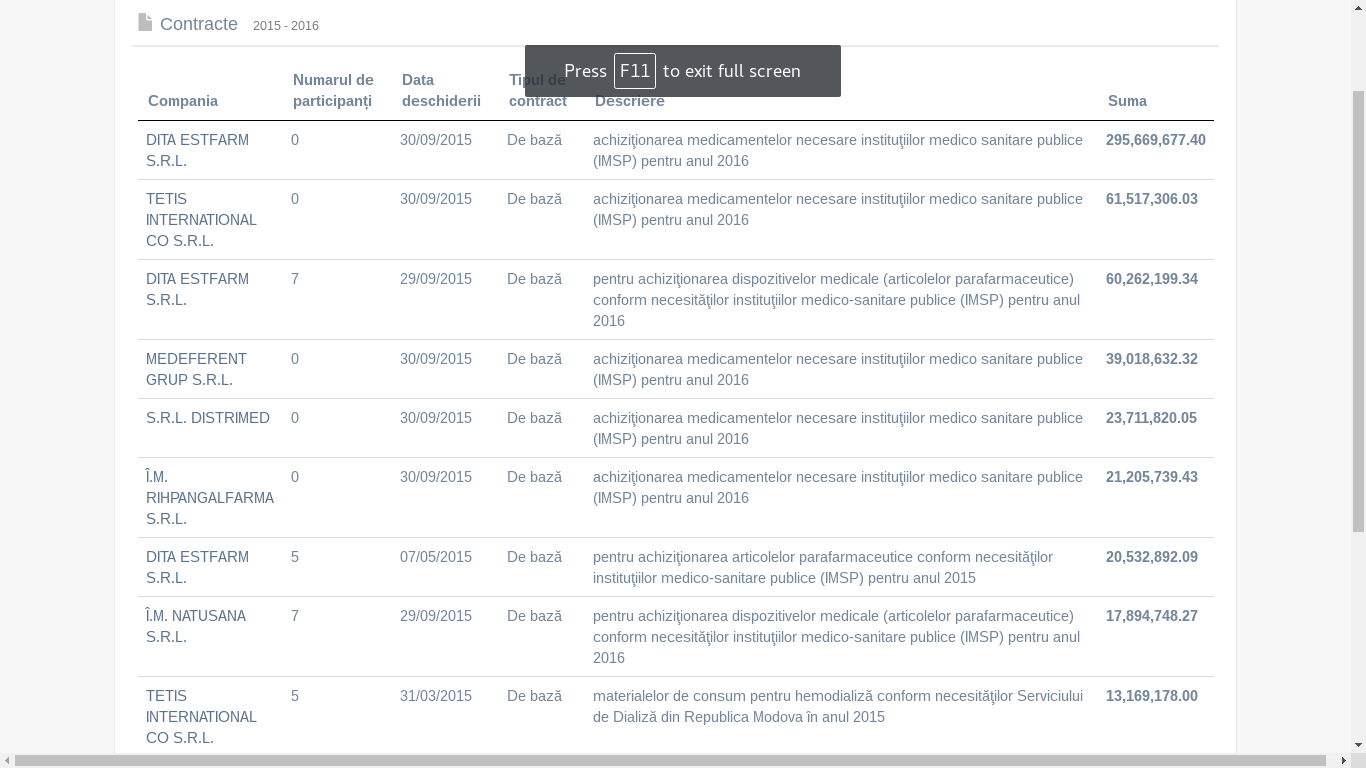 Contracte 2015 - 2016
Press F11 to exit full screen
Compania
Numarul de
participanți
Data
deschiderii
Tipul de
contract
Descriere
Suma
DITA ESTFARM 0 30/09/2015 De bază achiziţionarea medicamentelor necesare instituţiilor medico sanitare publice 295,669,677.40
S.R.L. (IMSP) pentru anul 2016
TETIS 0 30/09/2015 De bază achiziţionarea medicamentelor necesare instituţiilor medico sanitare publice 61,517,306.03
INTERNATIONAL (IMSP) pentru anul 2016
CO S.R.L.
DITA ESTFARM 7 29/09/2015 De bază pentru achiziţionarea dispozitivelor medicale (articolelor parafarmaceutice) 60,262,199.34
S.R.L. conform necesităţilor instituţiilor medico-sanitare publice (IMSP) pentru anul
2016
MEDEFERENT 0 30/09/2015 De bază achiziţionarea medicamentelor necesare instituţiilor medico sanitare publice 39,018,632.32
GRUP S.R.L. (IMSP) pentru anul 2016
S.R.L. DISTRIMED 0 30/09/2015 De bază achiziţionarea medicamentelor necesare instituţiilor medico sanitare publice 23,711,820.05
(IMSP) pentru anul 2016
Î.M. 0 30/09/2015 De bază achiziţionarea medicamentelor necesare instituţiilor medico sanitare publice 21,205,739.43
RIHPANGALFARMA (IMSP) pentru anul 2016
S.R.L.
DITA ESTFARM 5 07/05/2015 De bază pentru achiziţionarea articolelor parafarmaceutice conform necesităţilor 20,532,892.09
S.R.L. instituţiilor medico-sanitare publice (IMSP) pentru anul 2015
Î.M. NATUSANA 7 29/09/2015 De bază pentru achiziţionarea dispozitivelor medicale (articolelor parafarmaceutice) 17,894,748.27
S.R.L. conform necesităţilor instituţiilor medico-sanitare publice (IMSP) pentru anul
2016
TETIS 5 31/03/2015 De bază materialelor de consum pentru hemodializă conform necesităţilor Serviciului 13,169,178.00
INTERNATIONAL de Dializă din Republica Modova în anul 2015
CO S.R.L.